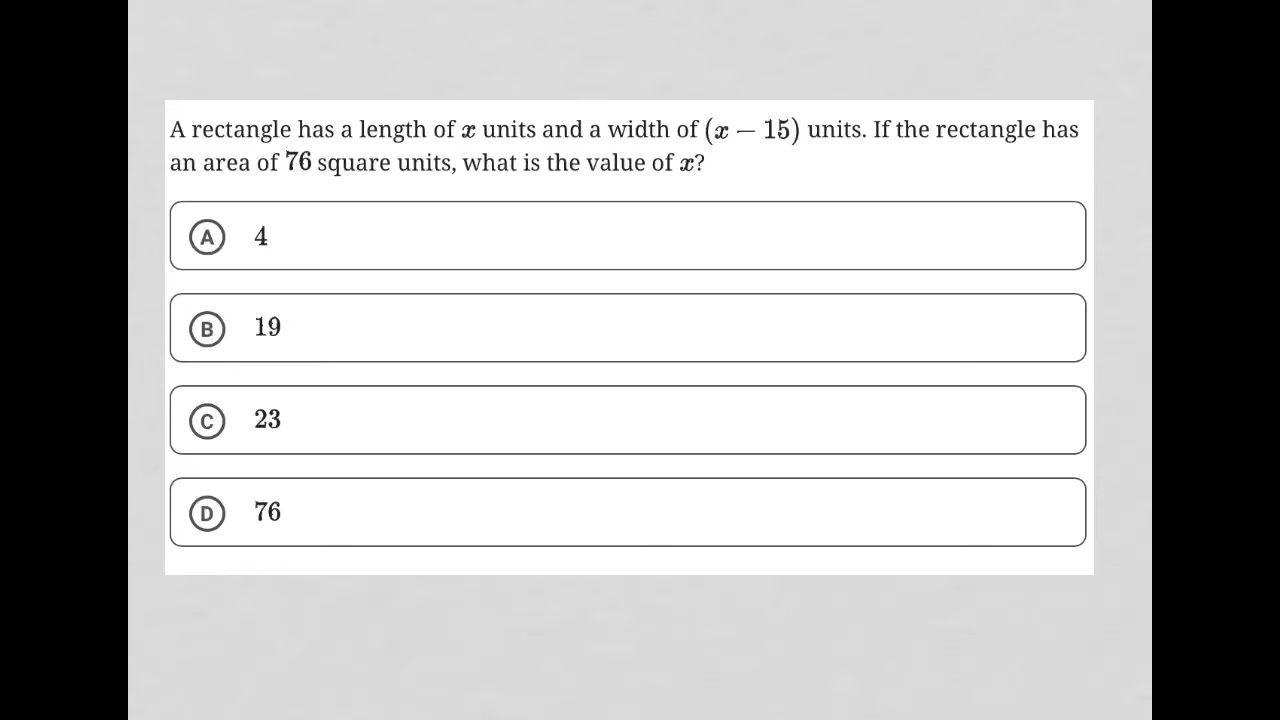 A rectangle has a length of x units and a width of (x − 15) units. If the rectangle has
an area of 76 square units, what is the value of x?
A 4
B 19
C 23
D 76